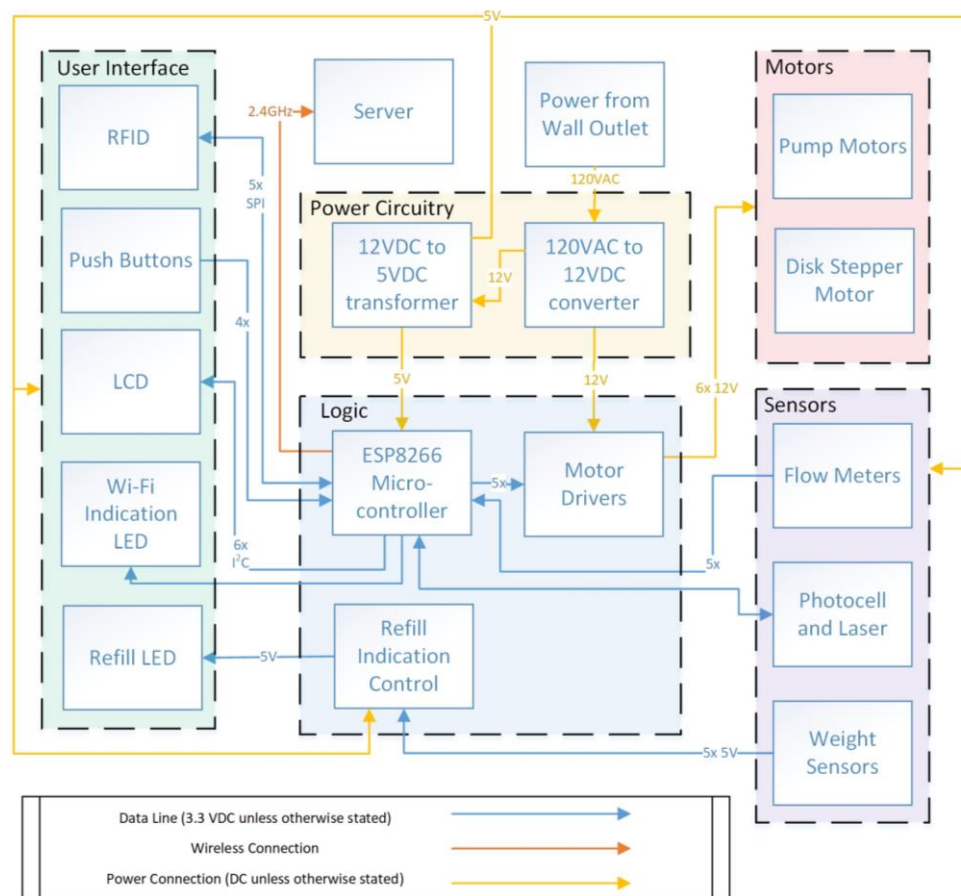 5V
User Interface
RFID
Push Buttons
LCD
Wi-Fi
Indication
LED
Refill LED
2.4GHz
Server
Power from
Wall Outlet
120VAC
5x
SPI
4x
6x
I²C
5V
Power Circuitry
12VDC to
5VDC
transformer
12V
120VAC to
12VDC
converter
5V
12V
Logic
ESP8266
Micro-
controller
5x
Motor
Drivers
Refill
Indication
Control
6x 12V
5x
5x 5V
Motors
Pump Motors
Disk Stepper
Motor
Sensors
Flow Meters
Photocell
and Laser
Weight
Sensors
Data Line (3.3 VDC unless otherwise stated)
Wireless Connection
Power Connection (DC unless otherwise stated)